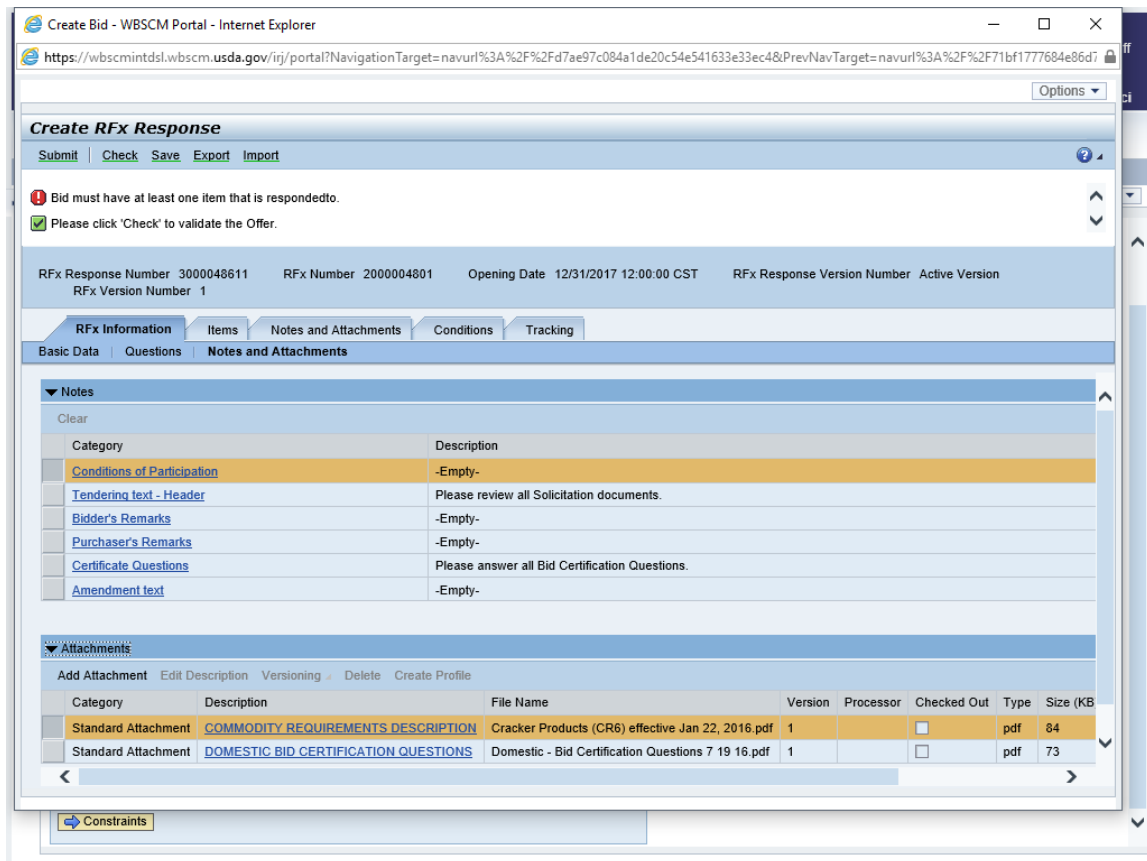 Create Bid - WBSCM Portal - Internet Explorer
https://wbscmintdsl.wbscm.usda.gov/irj/portal?NavigationTarget=navurl%3A%2F%2Fd7ae97c084a1de20c54e541633e33ec4&PrevNavTarget=navurl%3A%2F%2F71bf1777684e86d7
ff
Options
ci
Create RFx Response
Submit Check Save Export Import
Bid must have at least one item that is respondedto.
Please click 'Check' to validate the Offer.
RFx Response Number 3000048611 RFx Number 2000004801 Opening Date 12/31/2017 12:00:00 CST RFx Response Version Number Active Version
RFx Version Number 1
RFx Information Items Notes and Attachments Conditions Tracking
Basic Data Questions Notes and Attachments
Notes
Clear
Category Description
Conditions of Participation -Empty-
Tendering text - Header Please review all Solicitation documents.
Bidder's Remarks -Empty-
Purchaser's Remarks -Empty-
Certificate Questions Please answer all Bid Certification Questions.
Amendment text -Empty-
Attachments
Add Attachment Edit Description Versioning Delete Create Profile
Category Description File Name Version Processor Checked Out Type Size (KB
Standard Attachment COMMODITY REQUIREMENTS DESCRIPTION Cracker Products (CR6) effective Jan 22, 2016.pdf 1 pdf 84
Standard Attachment DOMESTIC BID CERTIFICATION QUESTIONS Domestic - Bid Certification Questions 7 19 16.pdf 1 pdf 73
Constraints